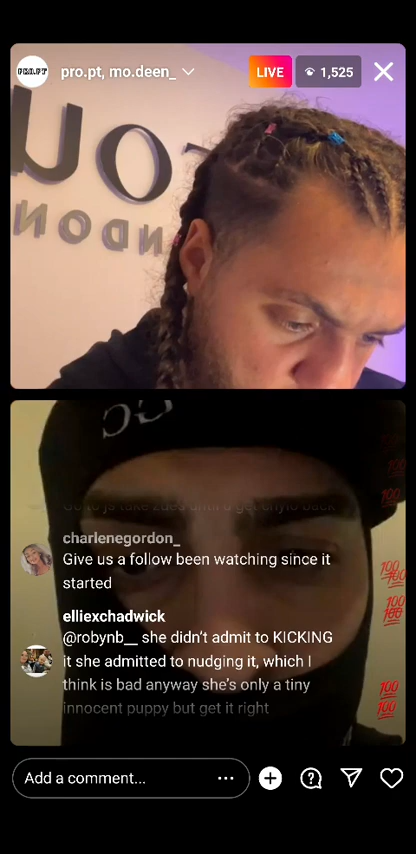 PRO.PT
pro.pt, mo.deen_
LIVE
1,525
charlenegordon_
Give us a follow been watching since it
started
elliexchadwick
@robynb__ she didn't admit to KICKING
it she admitted to nudging it, which I
think is bad anyway she's only a tiny
innocent puppy but get it right
💯
Add a comment...